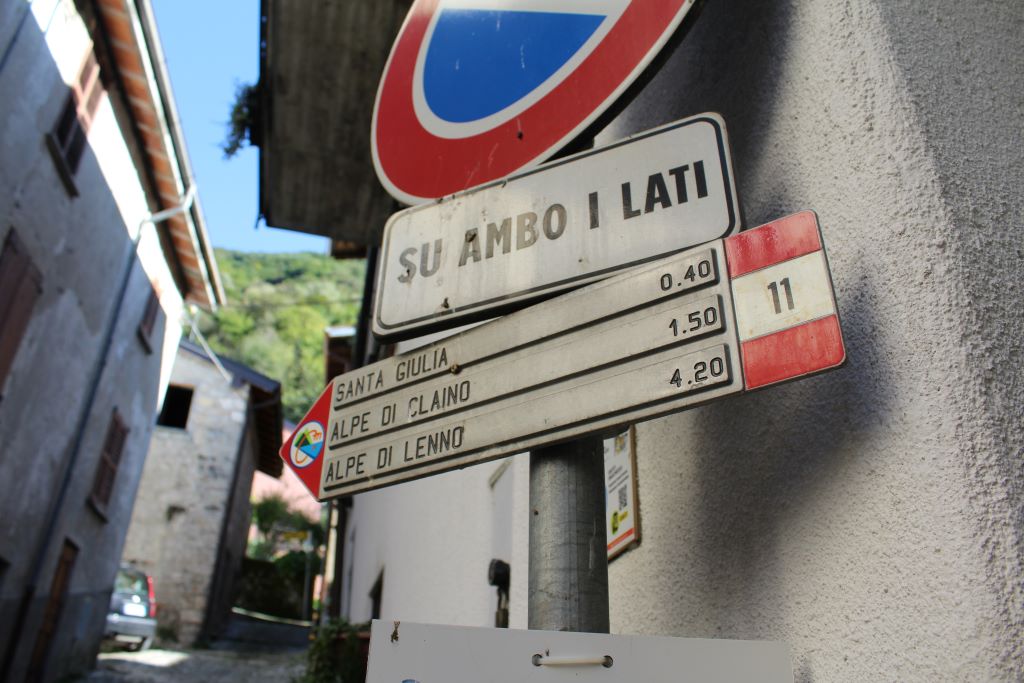 SU AMBO I LATI
SANTA GIULIA 0.40
ALPE DI CLAINO 1.50
ALPE DI LENNO 4.20
11